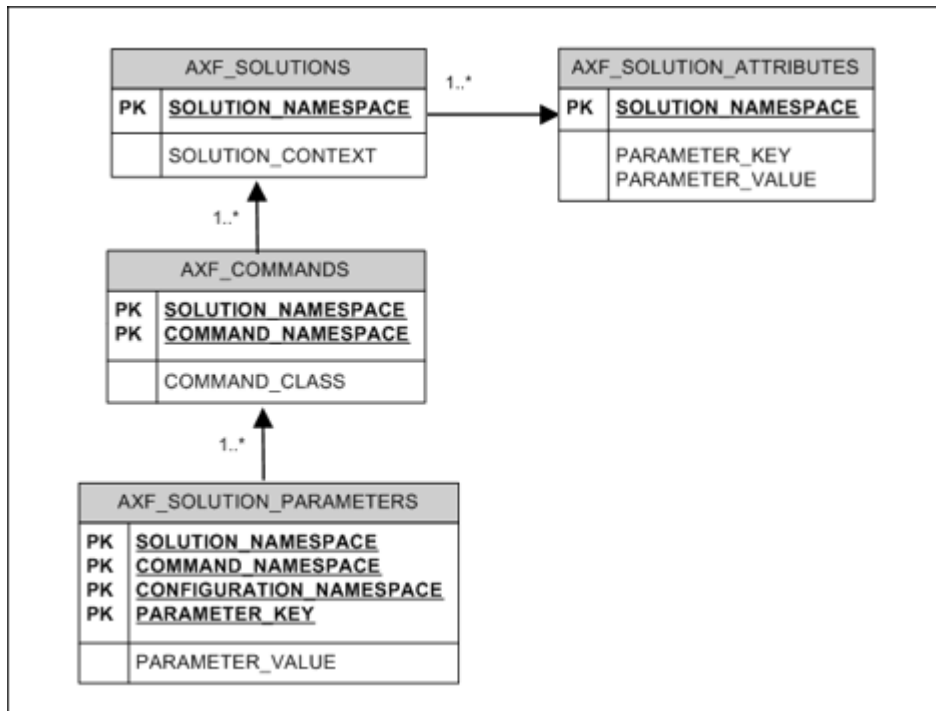 AXF_SOLUTIONS
PK SOLUTION_NAMESPACE
SOLUTION_CONTEXT
1..*
AXF_SOLUTION_ATTRIBUTES
PK SOLUTION_NAMESPACE
PARAMETER_KEY
PARAMETER_VALUE
1..*
AXF_COMMANDS
PK SOLUTION_NAMESPACE
PK COMMAND_NAMESPACE
COMMAND_CLASS
1..*
AXF_SOLUTION_PARAMETERS
PK SOLUTION_NAMESPACE
PK COMMAND_NAMESPACE
PK CONFIGURATION_NAMESPACE
PK PARAMETER_KEY
PARAMETER_VALUE